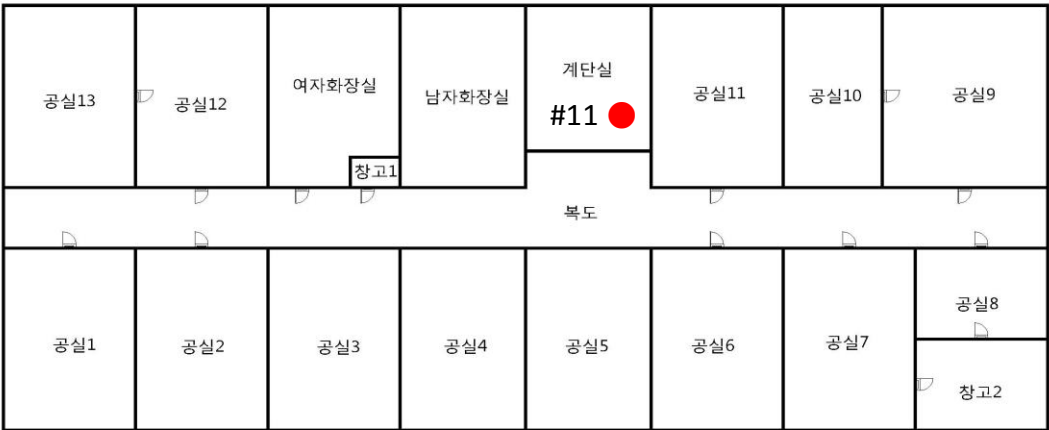 공실13
공실12
여자화장실
창고1
남자화장실
계단실
#11
공실11
공실10
공실9
복도
공실1
공실2
공실3
공실4
공실5
공실6
공실7
공실8
창고2